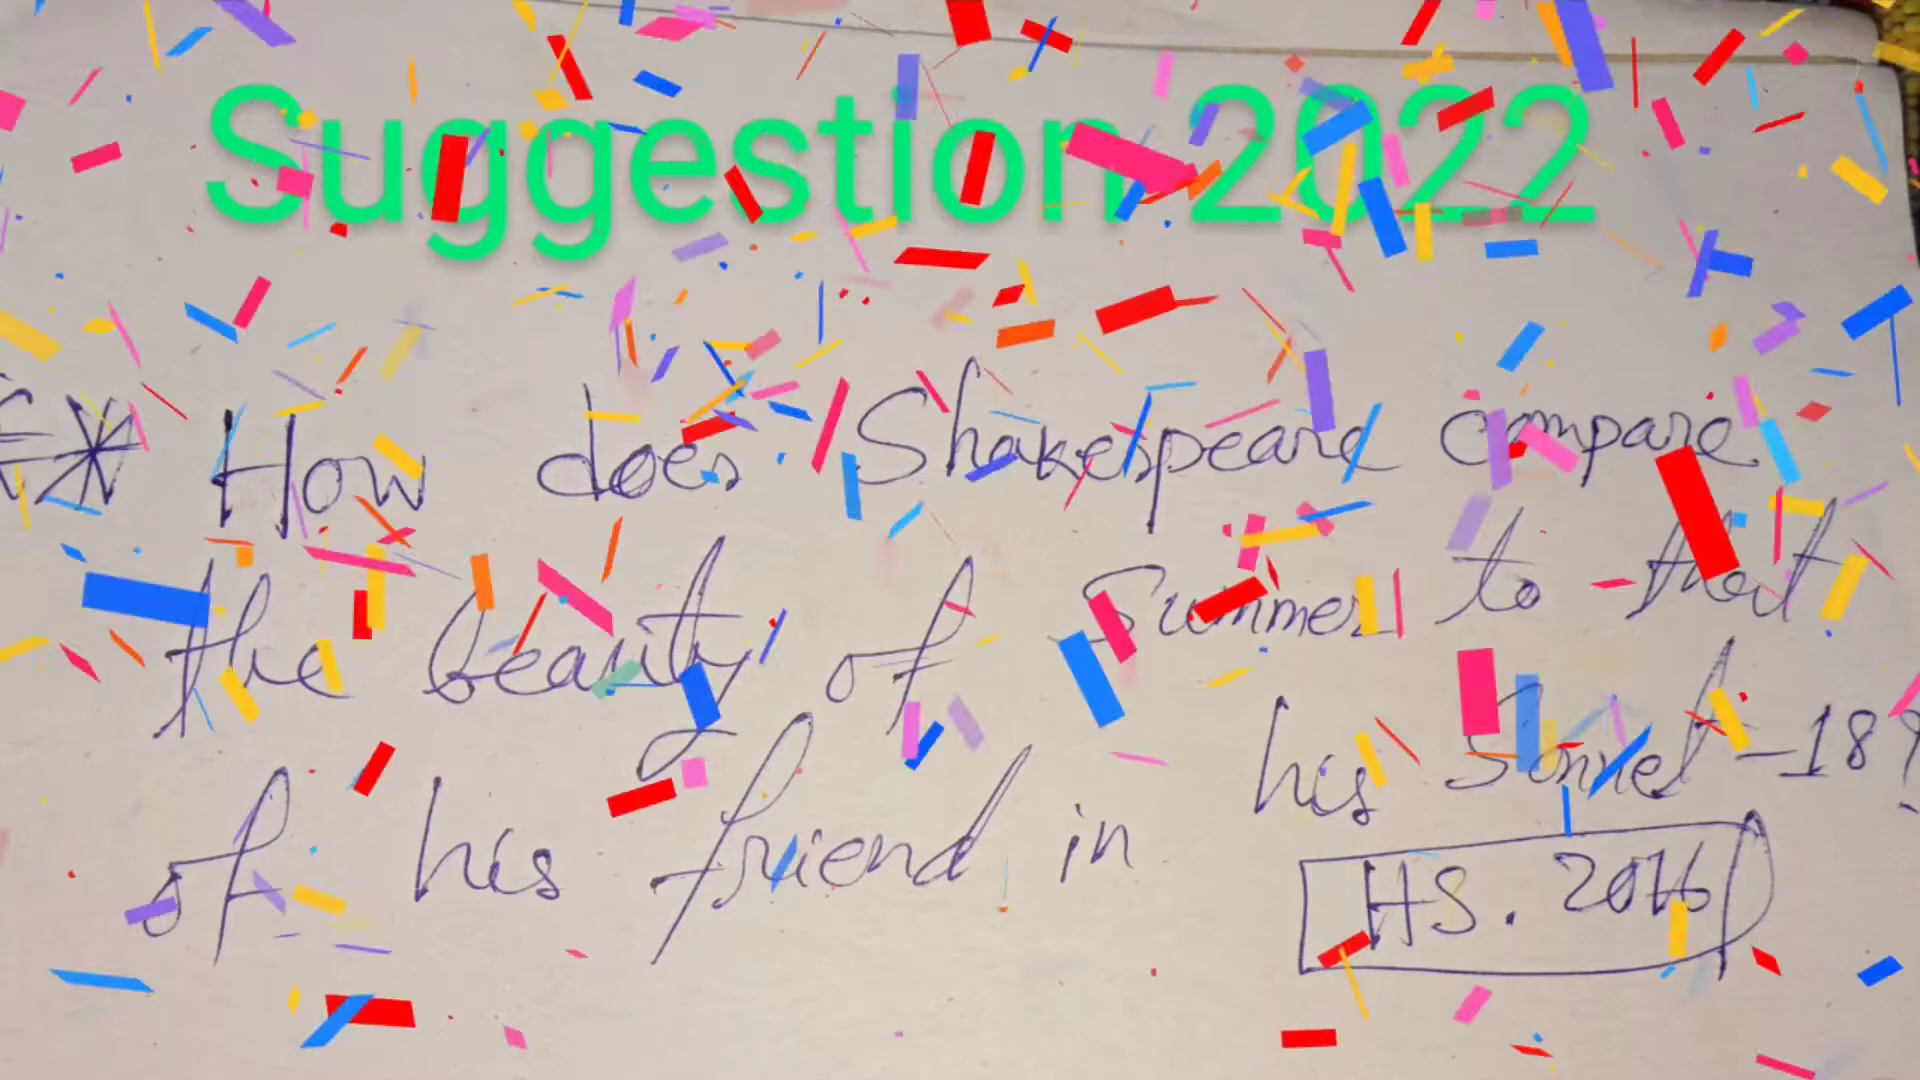 Suggestion 2022
* How does Shakespeare compare
the beauty of Summer to that
of his friend in his Sonnet-18?
HS. 2016